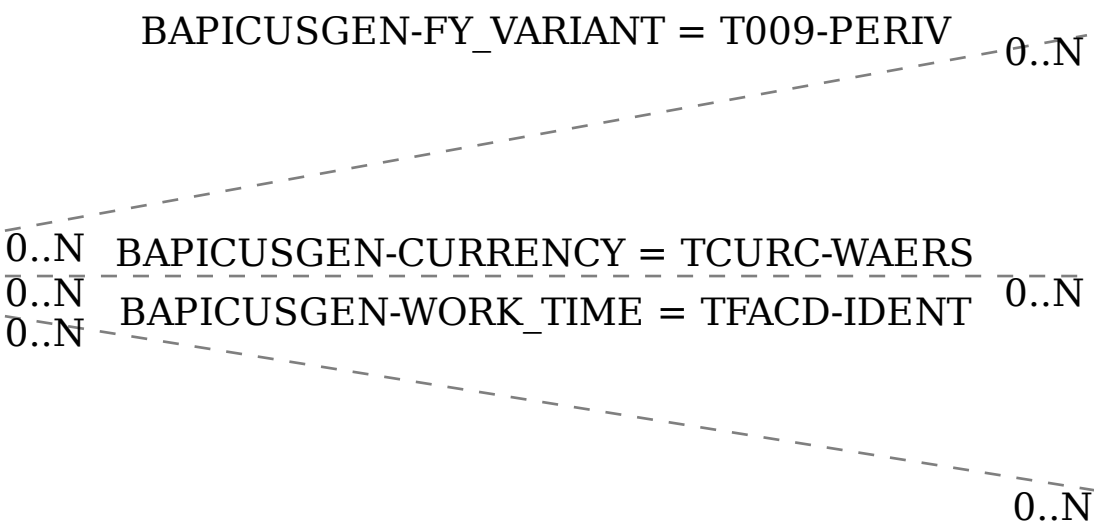 BAPICUSGEN-FY_VARIANT = T009-PERIV
0..N
0..N
BAPICUSGEN-CURRENCY = TCURC-WAERS
0..N
0..N
BAPICUSGEN-WORK_TIME = TFACD-IDENT
0..N
0..N